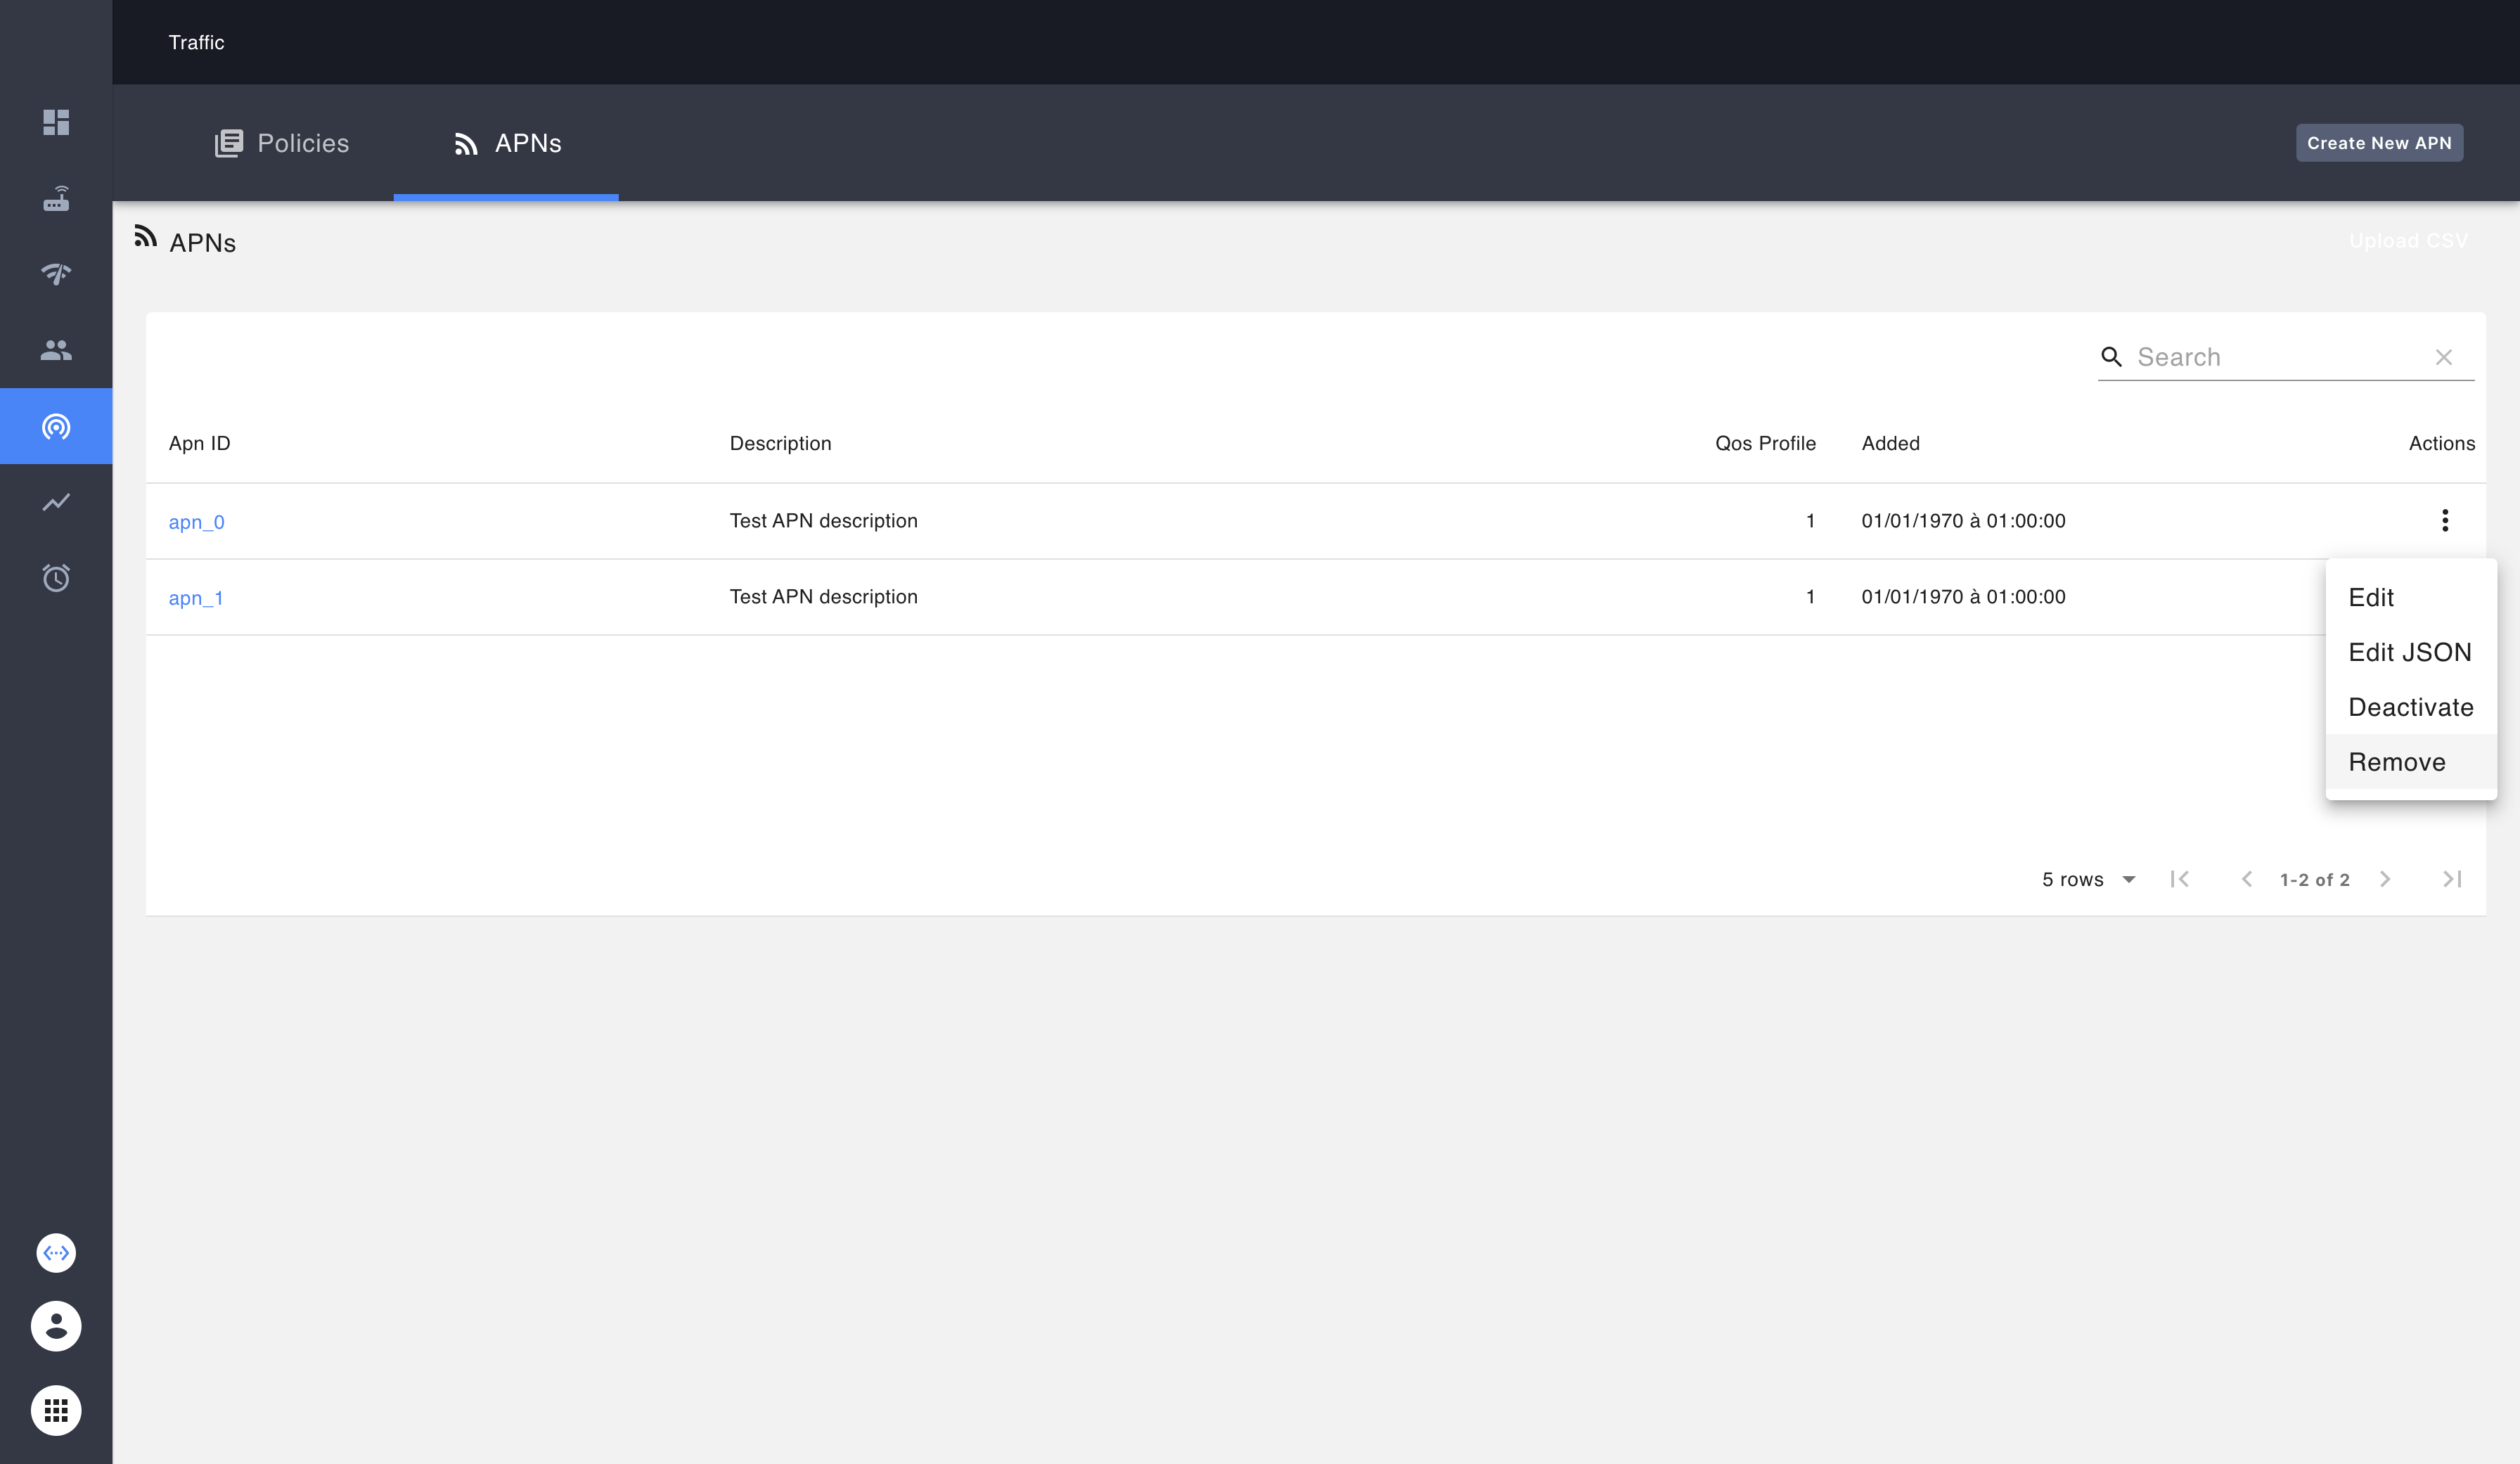 Traffic
Policies
APNs
Create New APN
APNs
Upload CSV
Search
Apn ID
Description
Qos Profile
Added
Actions
apn_0
Test APN description
1
01/01/1970 à 01:00:00
apn_1
Test APN description
1
01/01/1970 à 01:00:00
Edit
Edit JSON
Deactivate
Remove
5 rows
1-2 of 2